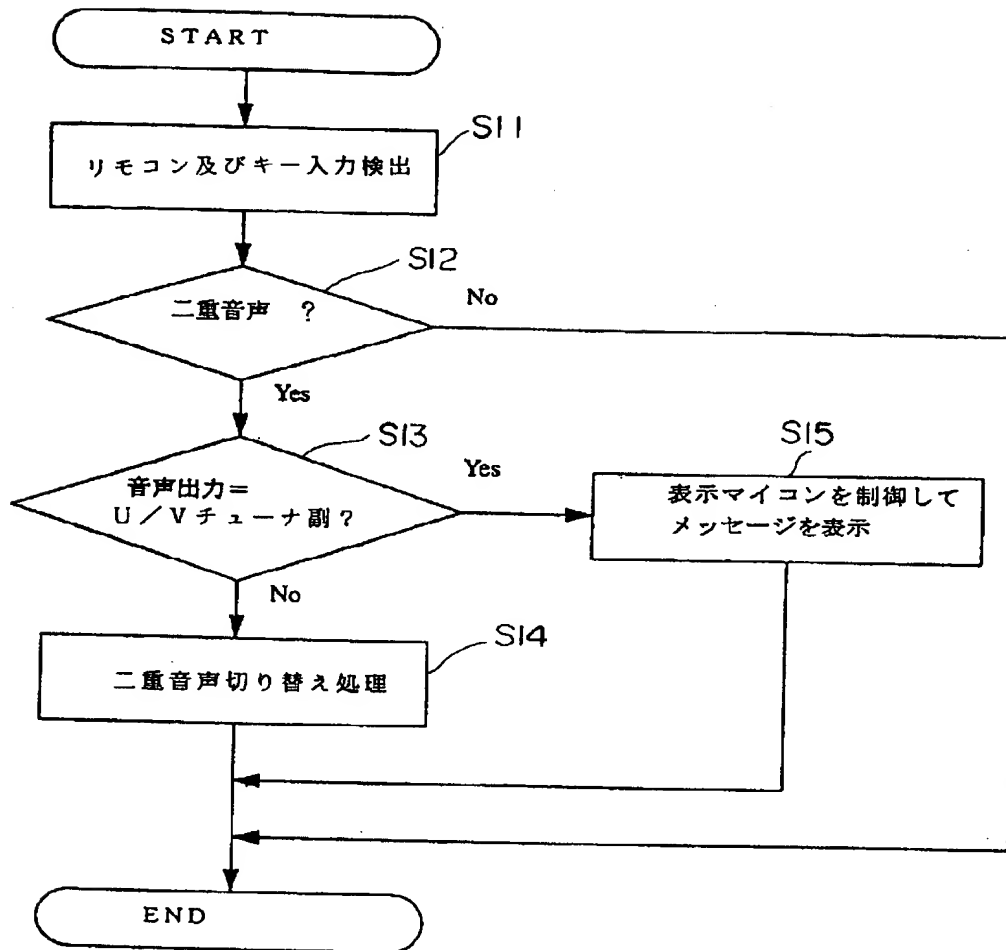 START
S11
リモコン及びキー入力検出
S12
二重音声 ?
No
Yes
S13
音声出力=
U/Vチューナ副?
Yes
S15
表示マイコンを制御して
メッセージを表示
No
S14
二重音声切り替え処理
END